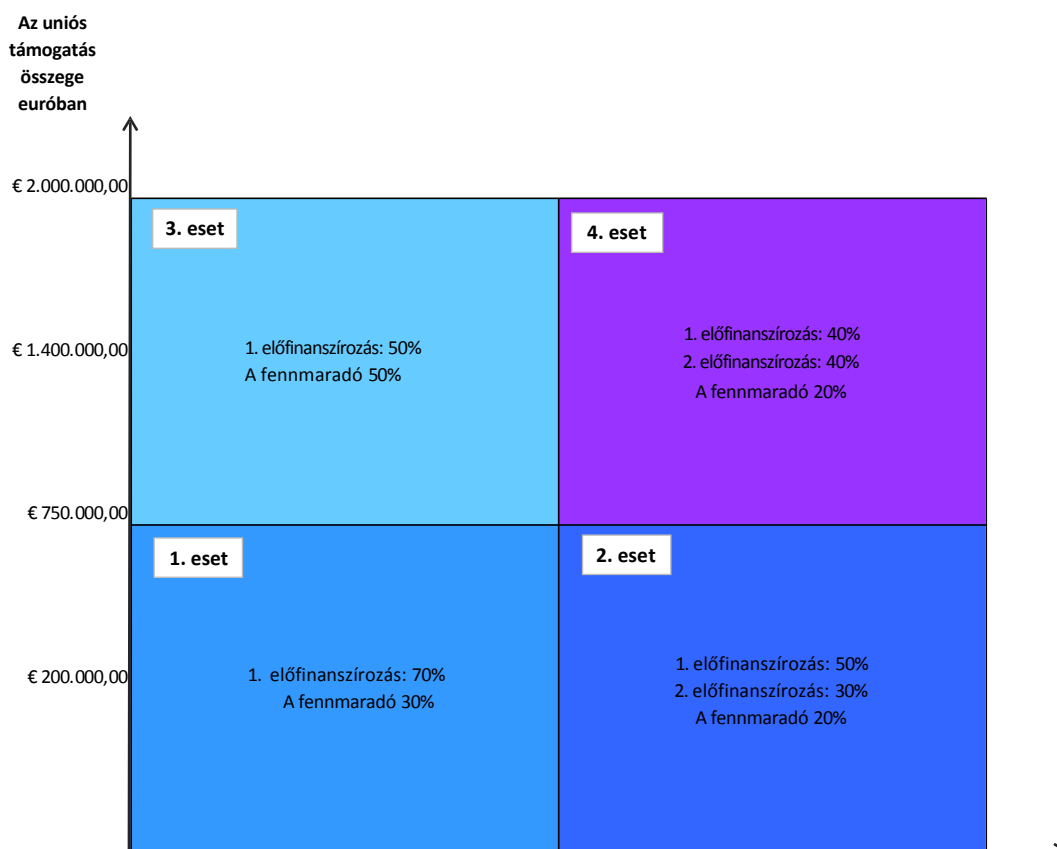 Az uniós
támogatás
összege
euróban
€ 2.000.000,00
3. eset
4. eset
€ 1.400.000,00
1. előfinanszírozás: 50%
A fennmaradó 50%
1. előfinanszírozás: 40%
2. előfinanszírozás: 40%
A fennmaradó 20%
€ 750.000,00
1. eset
2. eset
€ 200.000,00
1. előfinanszírozás: 70%
A fennmaradó 30%
1. előfinanszírozás: 50%
2. előfinanszírozás: 30%
A fennmaradó 20%